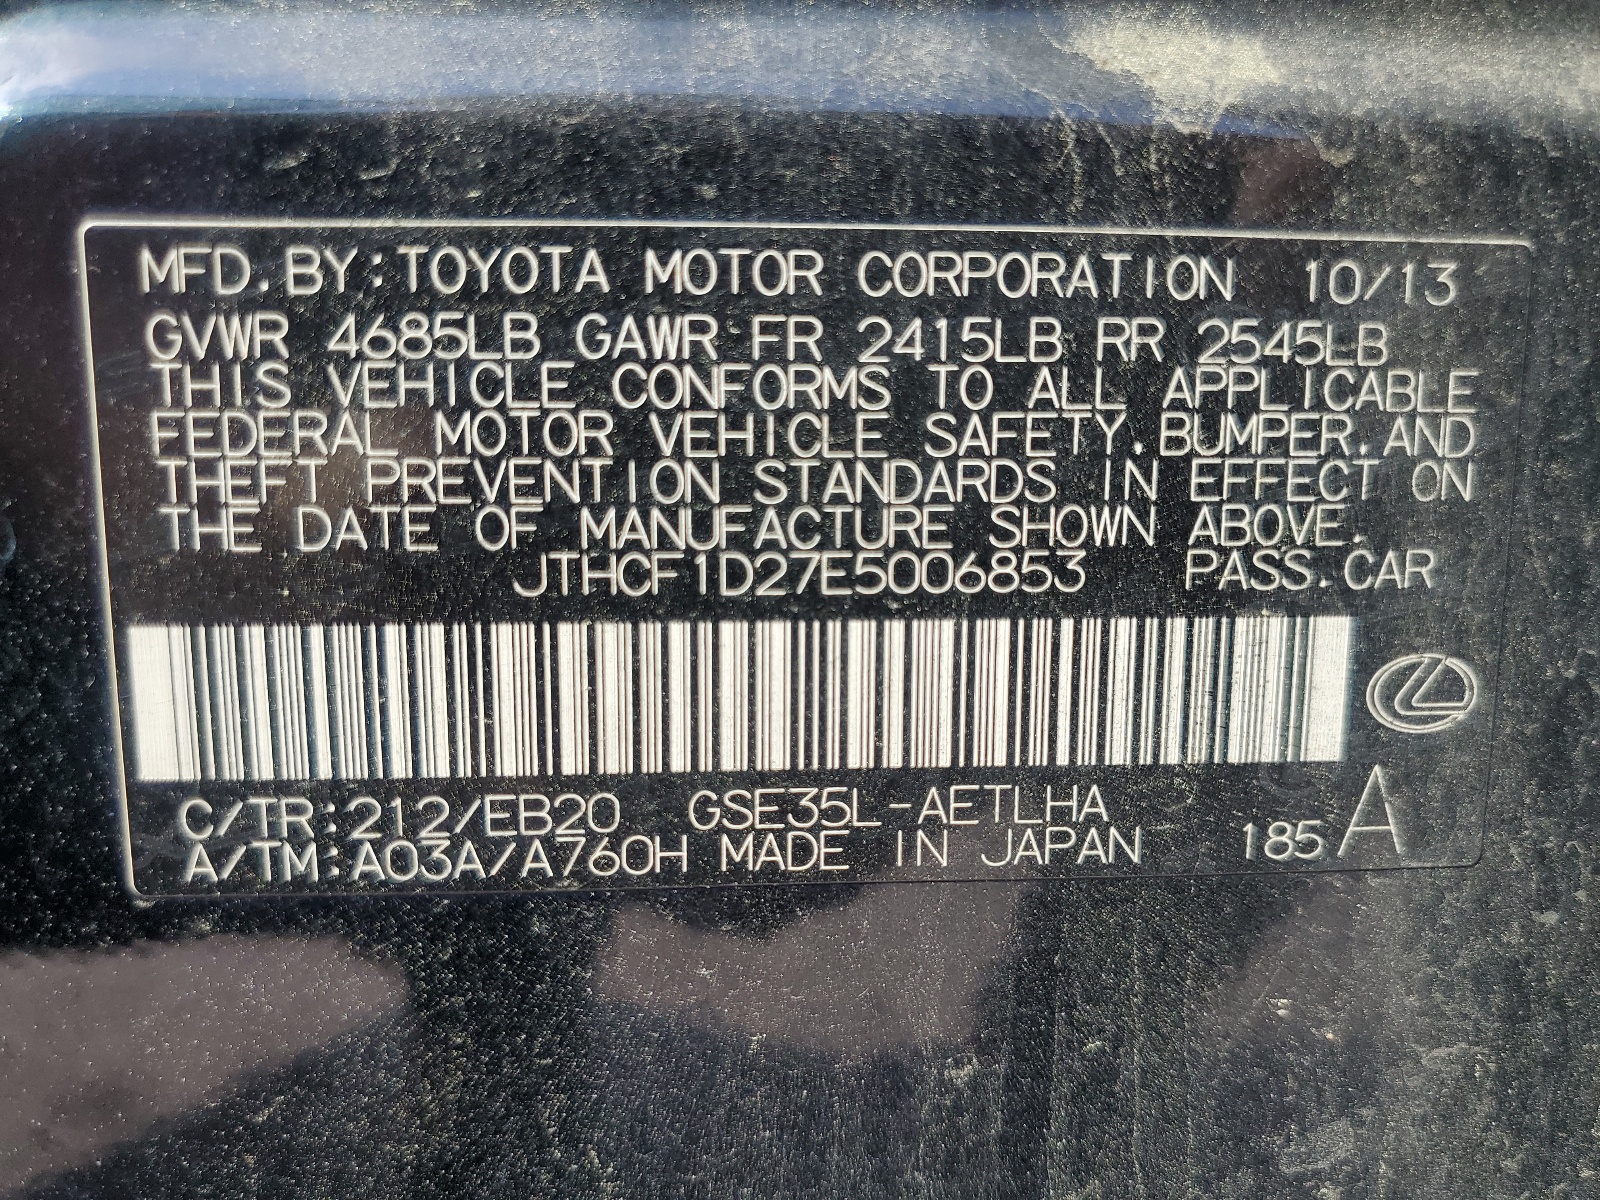 MFD.BY:TOYOTA MOTOR CORPORATION 10/13
GVWR 4685LB GAWR FR 2415LB RR 2545LB
THIS VEHICLE CONFORMS TO ALL APPLICABLE
FEDERAL MOTOR VEHICLE SAFETY,BUMPER,AND
THEFT PREVENTION STANDARDS IN EFFECT ON
THE DATE OF MANUFACTURE SHOWN ABOVE.
JTHCF1D27E5006853 PASS.CAR
C/TR:212/EB20 GSE35L-AETLHA
A/TM:A03A/A760H MADE IN JAPAN 185 A